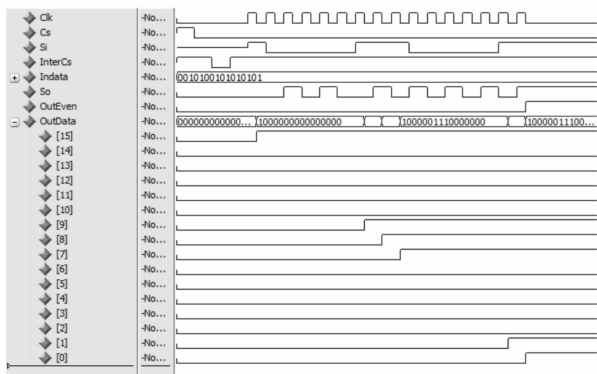 Clk -No...
Cs -No...
Si -No...
InterCs -No...
Indata -No... 0010100101010101
So -No...
OutEven -No...
OutData -No... 000000000000... 1000000000000000 1000001110000000 10000011100...
[15] -No...
[14] -No...
[13] -No...
[12] -No...
[11] -No...
[10] -No...
[9] -No...
[8] -No...
[7] -No...
[6] -No...
[5] -No...
[4] -No...
[3] -No...
[2] -No...
[1] -No...
[0] -No...